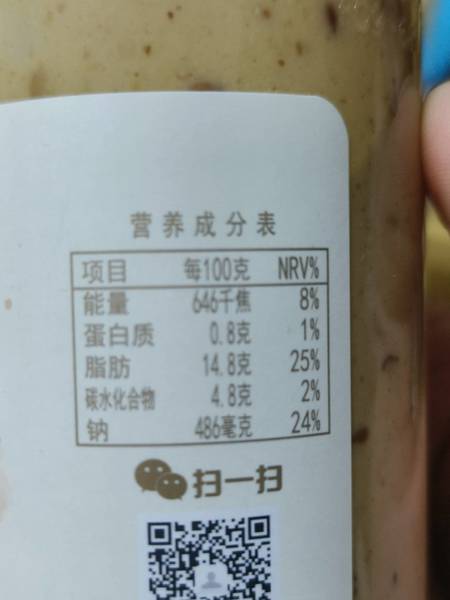 营养成分表
项目 每100克 NRV%
能量 646千焦 8%
蛋白质 0.8克 1%
脂肪 14.8克 25%
碳水化合物 4.8克 2%
钠 486毫克 24%
扫一扫